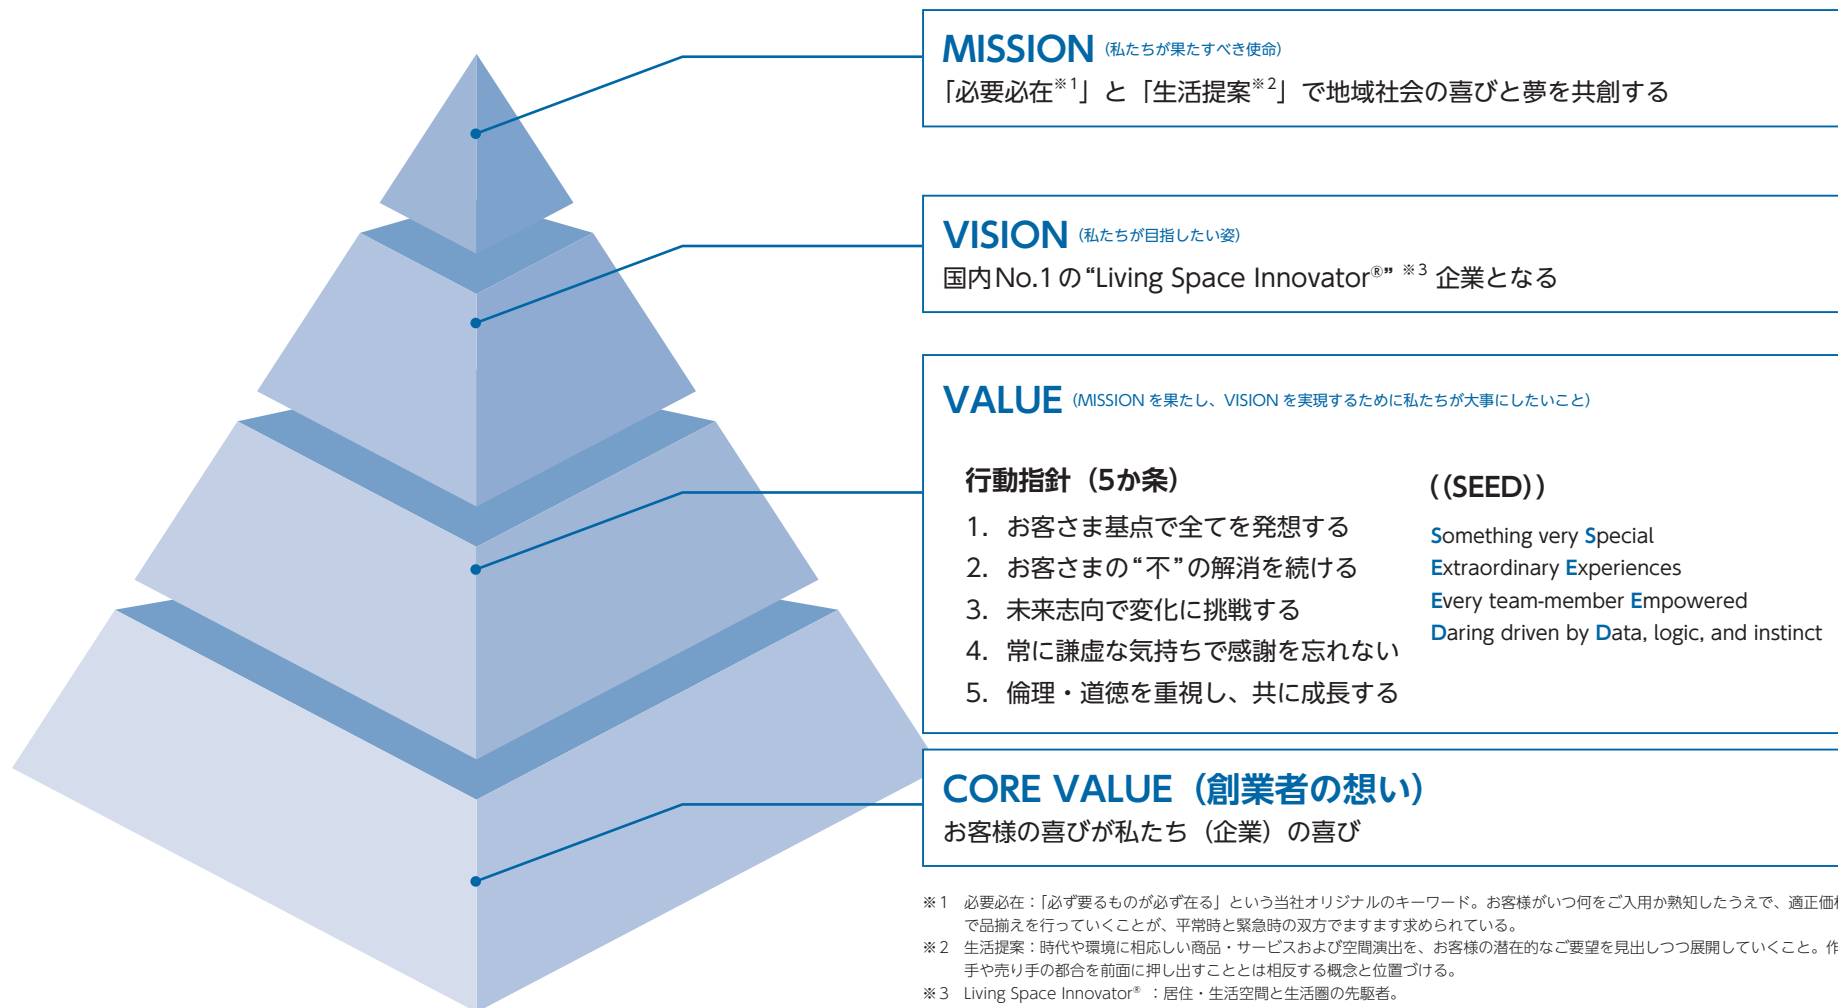 MISSION（私たちが果たすべき使命）
「必要必在※1」と「生活提案※2」で地域社会の喜びと夢を共創する
VISION（私たちが目指したい姿）
国内No.1の“Living Space Innovator®” ※3 企業となる
VALUE（MISSION を果たし、VISION を実現するために私たちが大事にしたいこと）
行動指針（5か条）
1. お客さま基点で全てを発想する
2. お客さまの“不”の解消を続ける
3. 未来志向で変化に挑戦する
4. 常に謙虚な気持ちで感謝を忘れない
5. 倫理・道徳を重視し、共に成長する
((SEED))
Something very Special
Extraordinary Experiences
Every team-member Empowered
Daring driven by Data, logic, and instinct
CORE VALUE（創業者の想い）
お客様の喜びが私たち（企業）の喜び
※1 必要必在：「必ず要るものが必ず在る」という当社オリジナルのキーワード。お客様がいつ何をご入用か熟知したうえで、適正価格
で品揃えを行っていくことが、平常時と緊急時の双方でますます求められている。
※2 生活提案：時代や環境に相応しい商品・サービスおよび空間演出を、お客様の潜在的なご要望を見出しつつ展開していくこと。作
手や売り手の都合を前面に押し出すこととは相反する概念と位置づける。
※3 Living Space Innovator® ：居住・生活空間と生活圏の先駆者。